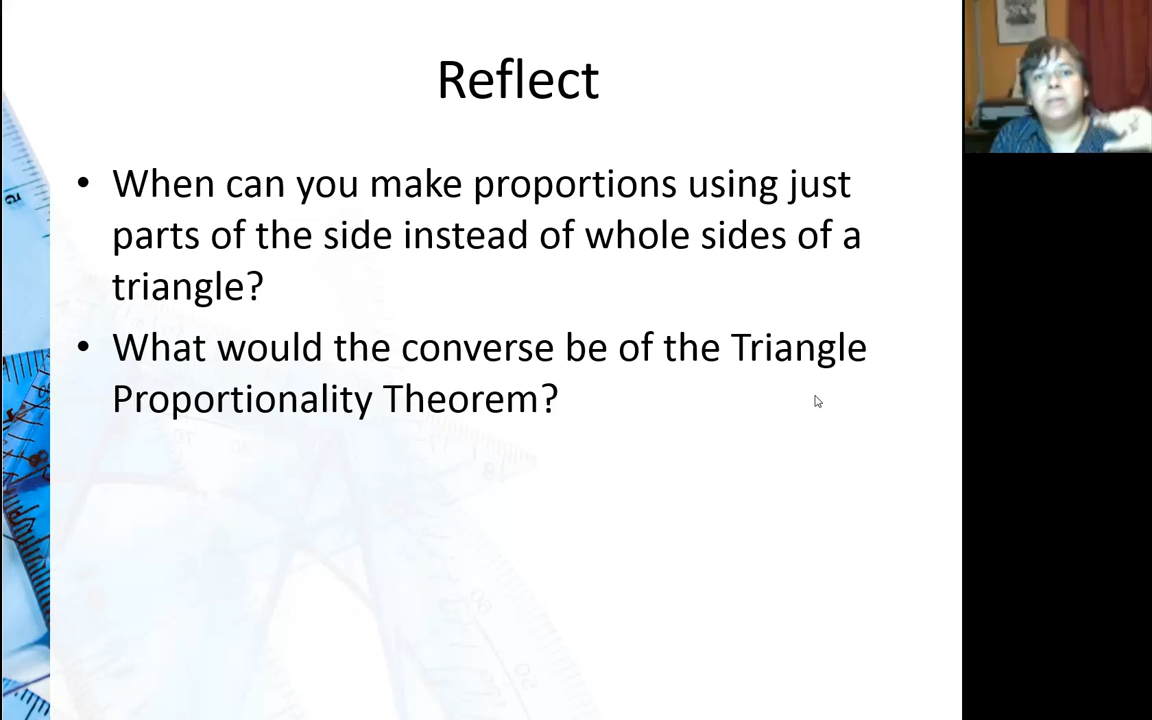 Reflect
• When can you make proportions using just
parts of the side instead of whole sides of a
triangle?
• What would the converse be of the Triangle
Proportionality Theorem?